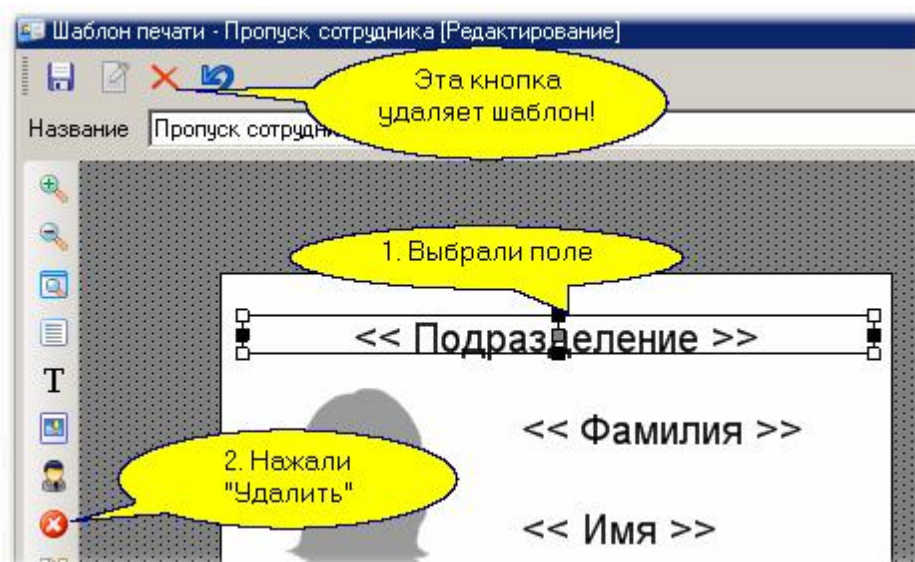 Шаблон печати - Пропуск сотрудника [Редактирование]
Эта кнопка
удаляет шаблон!
Название Пропуск
1. Выбрали поле
<< Подразделение >>
T
<< Фамилия >>
2. Нажали
"Удалить"
<< Имя >>